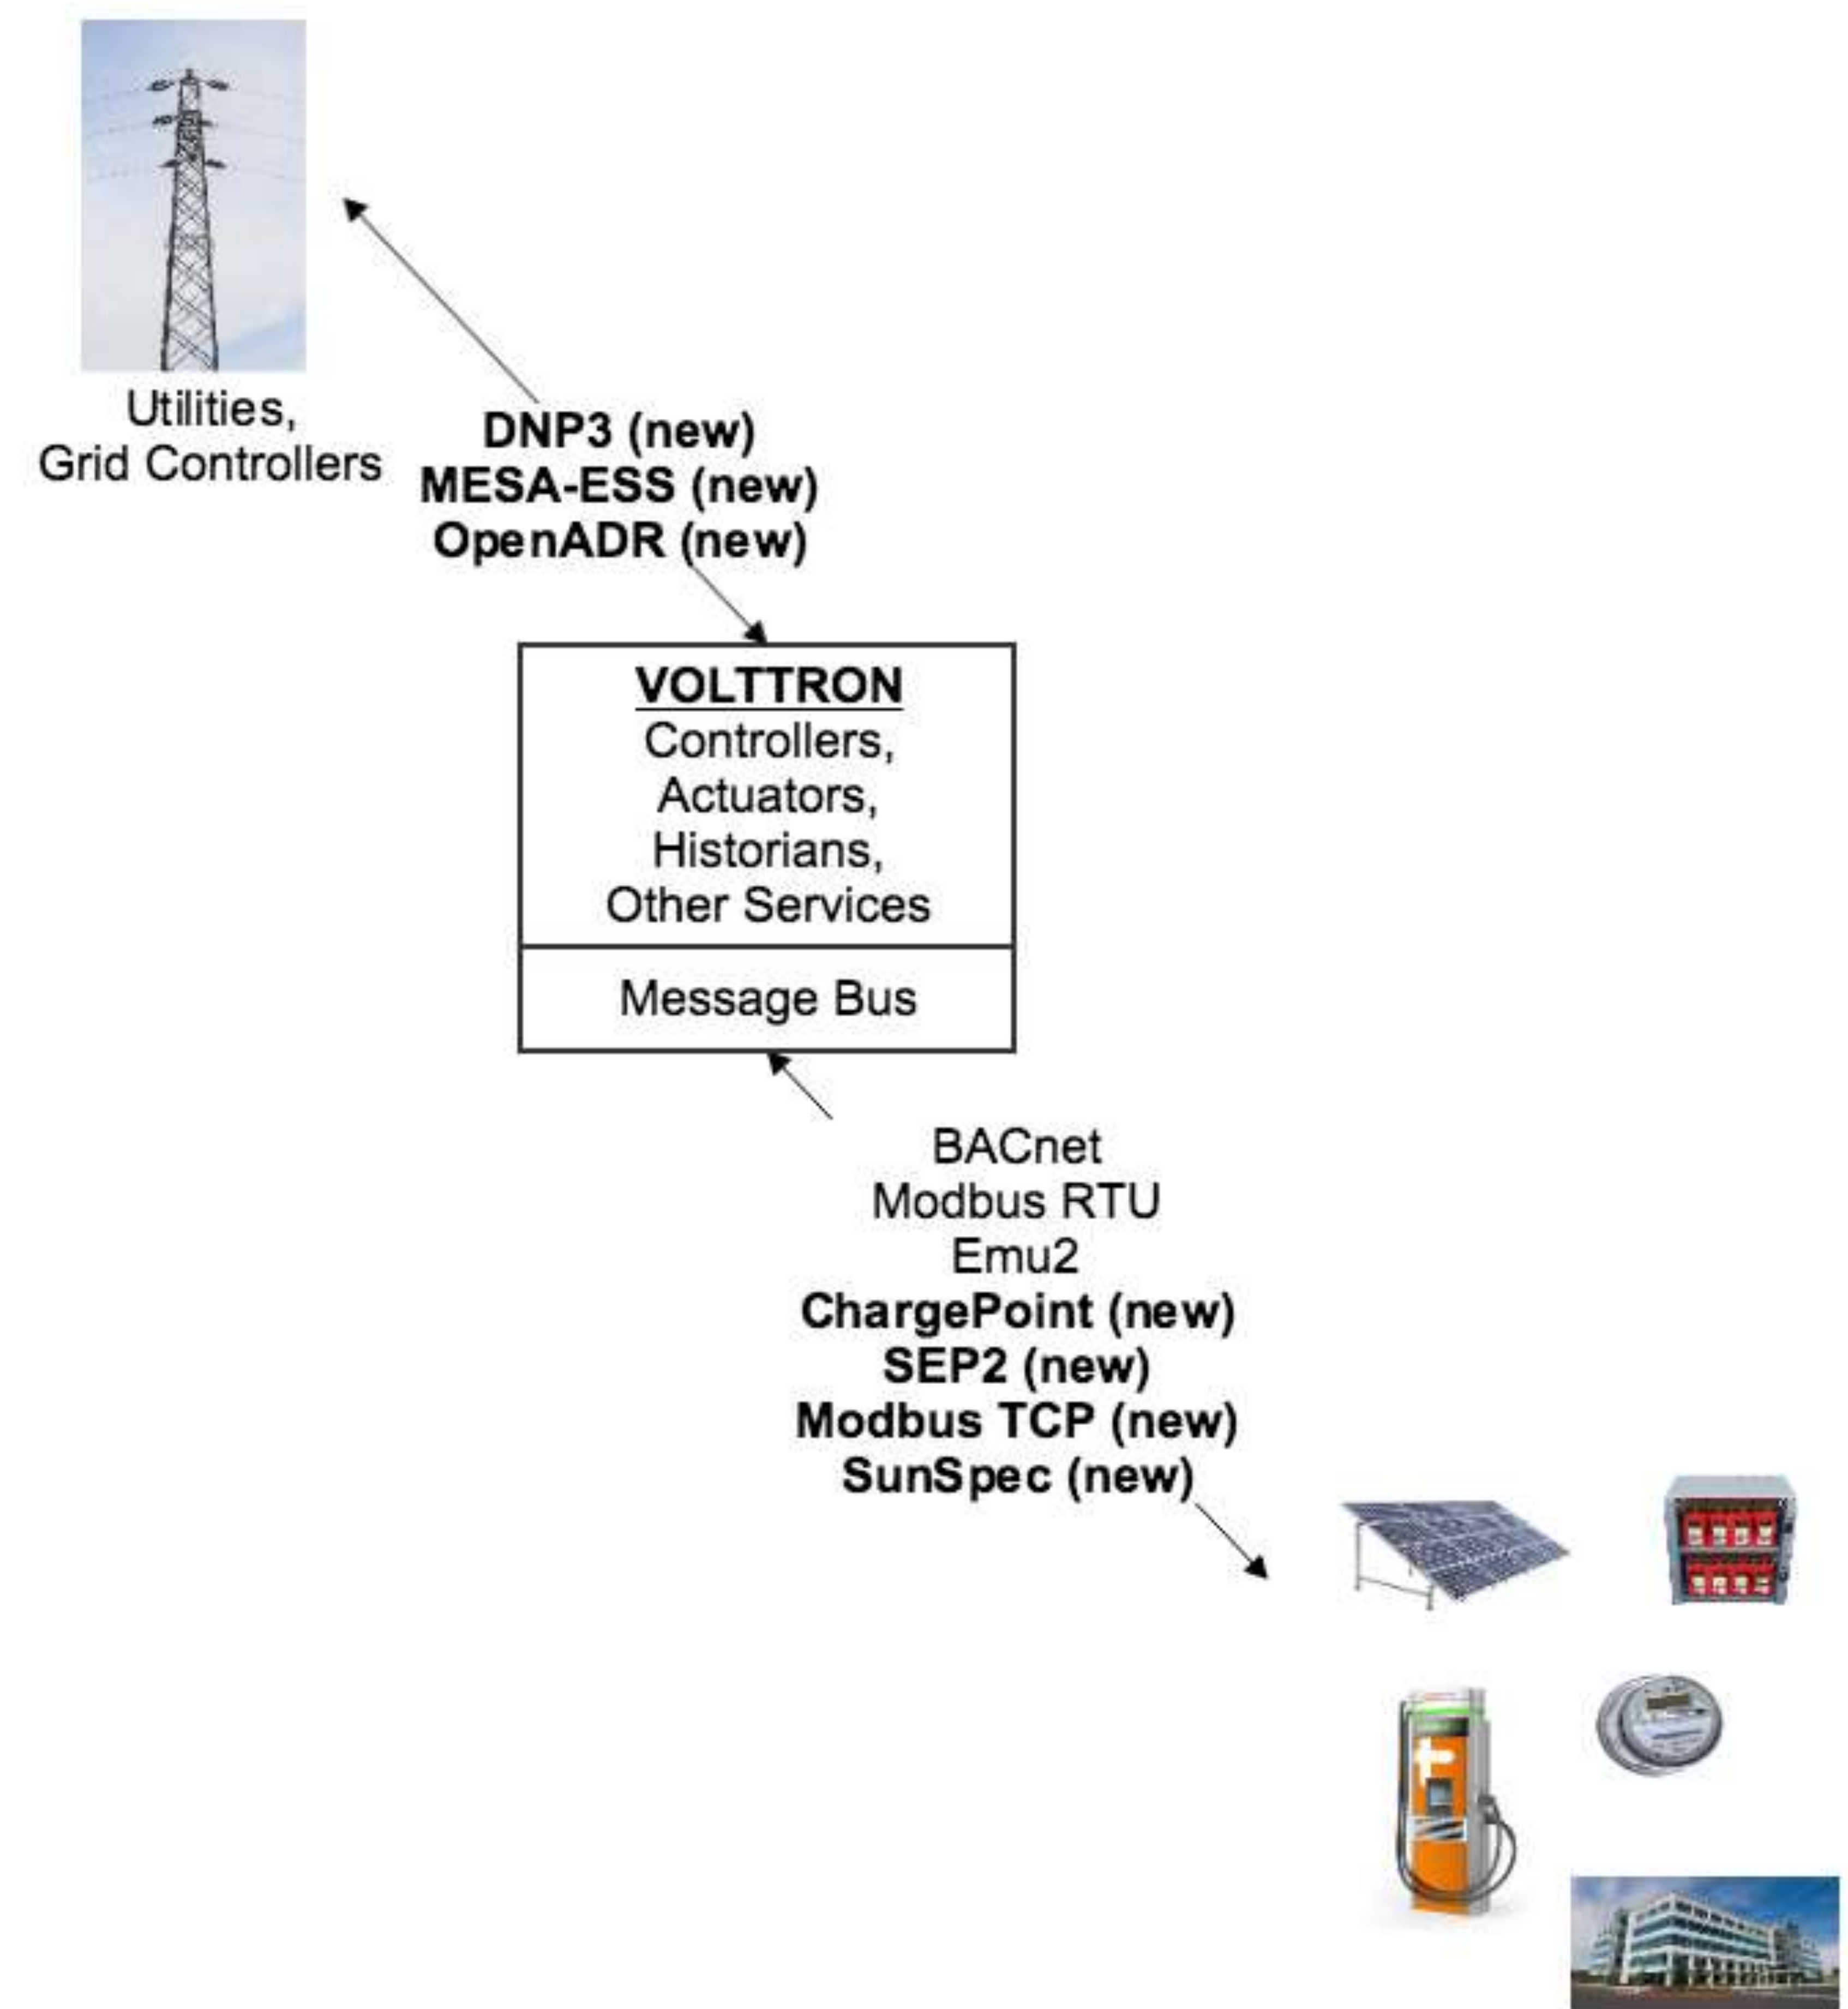 Utilities,
Grid Controllers
DNP3 (new)
MESA-ESS (new)
OpenADR (new)
VOLTTRON
Controllers,
Actuators,
Historians,
Other Services
Message Bus
BACnet
Modbus RTU
Emu2
ChargePoint (new)
SEP2 (new)
Modbus TCP (new)
SunSpec (new)